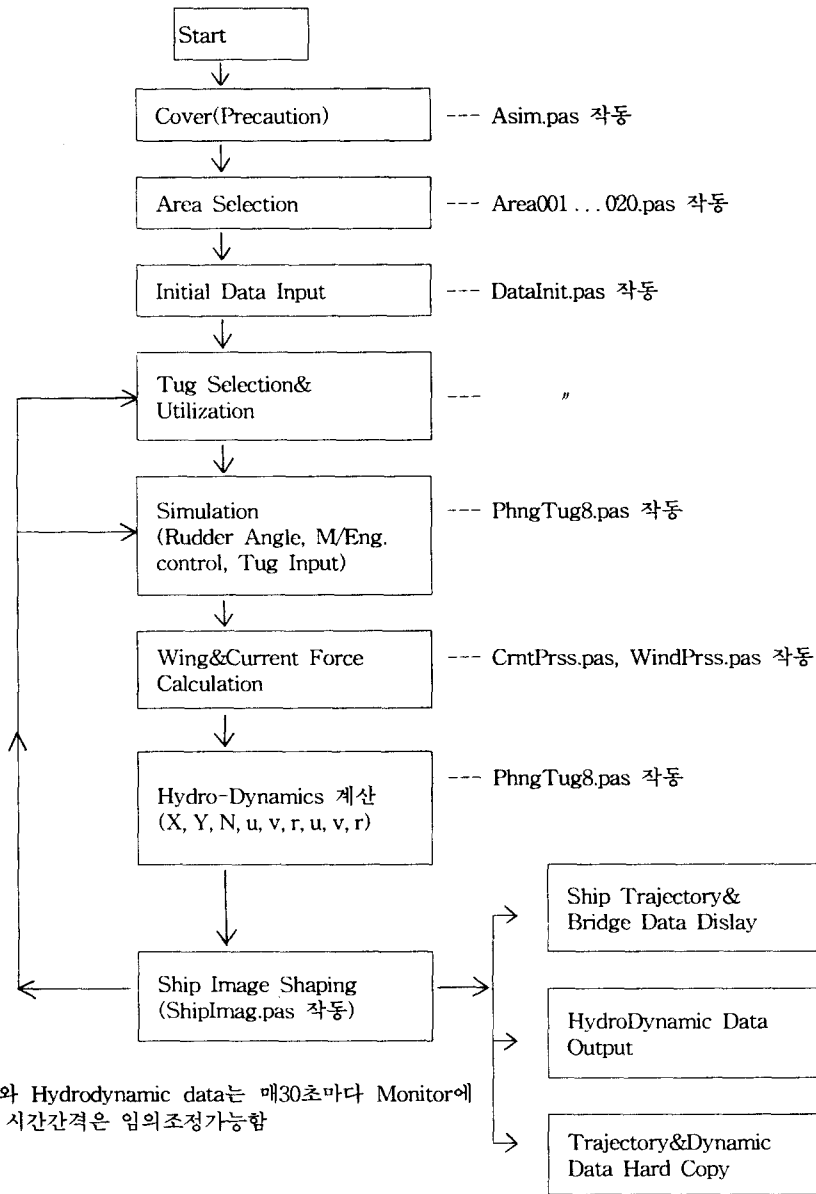 Start
Cover(Precaution)
--- Asim.pas 작동
Area Selection
--- Area001 ... 020.pas 작동
Initial Data Input
--- DataInit.pas 작동
Tug Selection&
Utilization
--- 〃
Simulation
(Rudder Angle, M/Eng.
control, Tug Input)
--- PhngTug8.pas 작동
Wing&Current Force
Calculation
--- CrntPrss.pas, WindPrss.pas 작동
Hydro-Dynamics 계산
(X, Y, N, u, v, r, u, v, r)
--- PhngTug8.pas 작동
Ship Image Shaping
(ShipImag.pas 작동)
Ship Trajectory&
Bridge Data Dislay
HydroDynamic Data
Output
Trajectory&Dynamic
Data Hard Copy
와 Hydrodynamic data는 매30초마다 Monitor에
시간간격은 임의조정가능함